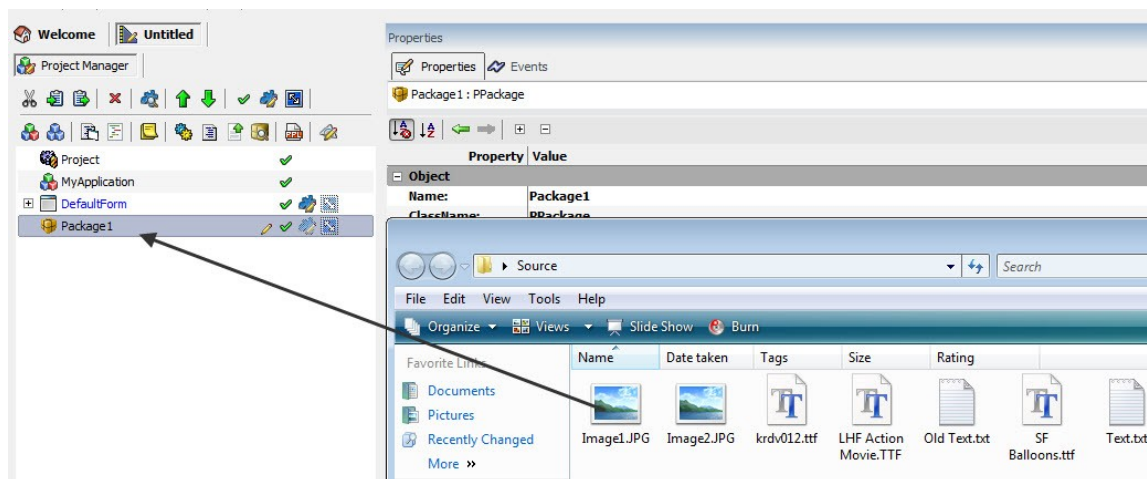 Welcome Untitled
Project Manager
Project
MyApplication
DefaultForm
Package1
Properties
Properties Events
Package1 : PPackage
Property Value
Object
Name: Package1
ClassName: PPackage
Source
Search
File Edit View Tools Help
Organize Views Slide Show Burn
Favorite Links
Documents
Pictures
Recently Changed
More »
Name Date taken Tags Size Rating
Image1.JPG Image2.JPG krdv012.ttf LHF Action Old Text.txt SF Text.txt
Movie.TTF Balloons.ttf